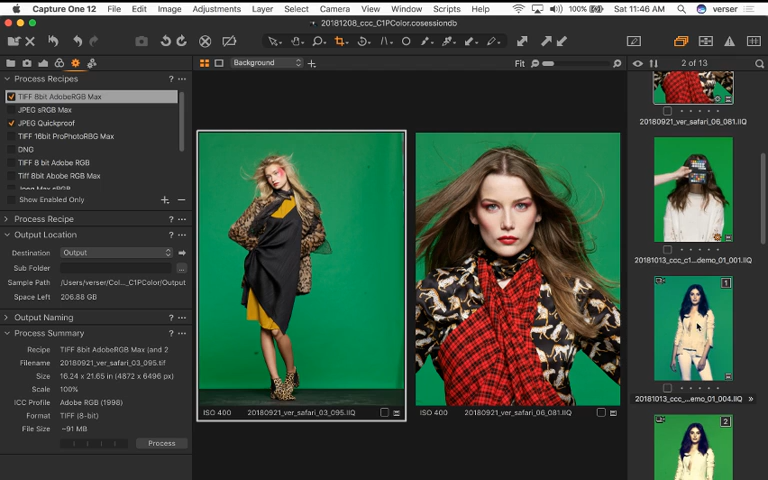 Capture One 12 File Edit View Image Adjustments Layer Select Camera Window Scripts Help 100% Sat 11:46 AM verser
20181208_ccc_C1PColor.cosessiondb
Background Fit 2 of 13
Process Recipes ? ...
TIFF 8bit AdobeRGB Max
JPEG sRGB Max
JPEG Quickproof
TIFF 16bit ProPhotoRBG Max
DNG
TIFF 8 bit Adobe RGB
Tiff 8bit Abobe RGB Max
Jpeg Max sRGB
Show Enabled Only + −
Process Recipe ? ...
Output Location ? ...
Destination Output
Sub Folder ...
Sample Path /Users/verser/Col..._C1PColor/Output
Space Left 206.88 GB
Output Naming ? ...
Process Summary ? ...
Recipe TIFF 8bit AdobeRGB Max (and 2
Filename 20180921_ver_safari_03_095.tif
Size 16.24 x 21.65 in (4872 x 6496 px)
Scale 100%
ICC Profile Adobe RGB (1998)
Format TIFF (8-bit)
File Size ~91 MB
Process
ISO 400 20180921_ver_safari_03_095.IIQ
ISO 400 20180921_ver_safari_06_081.IIQ
20180921_ver_safari_06_081.IIQ
20181013_ccc_c1...demo_01_001.IIQ
1
20181013_ccc_...emo_01_004.IIQ »
2